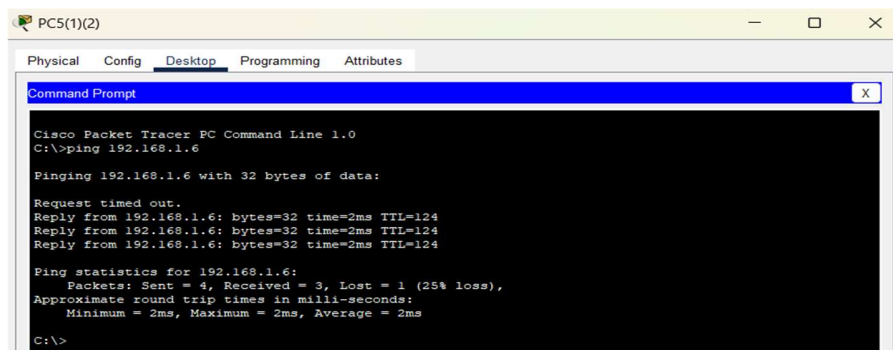 PC5(1)(2)
Physical Config Desktop Programming Attributes
Command Prompt
X
Cisco Packet Tracer PC Command Line 1.0
C:\>ping 192.168.1.6
Pinging 192.168.1.6 with 32 bytes of data:
Request timed out.
Reply from 192.168.1.6: bytes=32 time=2ms TTL=124
Reply from 192.168.1.6: bytes=32 time=2ms TTL=124
Reply from 192.168.1.6: bytes=32 time=2ms TTL=124
Ping statistics for 192.168.1.6:
Packets: Sent = 4, Received = 3, Lost = 1 (25% loss),
Approximate round trip times in milli-seconds:
Minimum = 2ms, Maximum = 2ms, Average = 2ms
C:\>